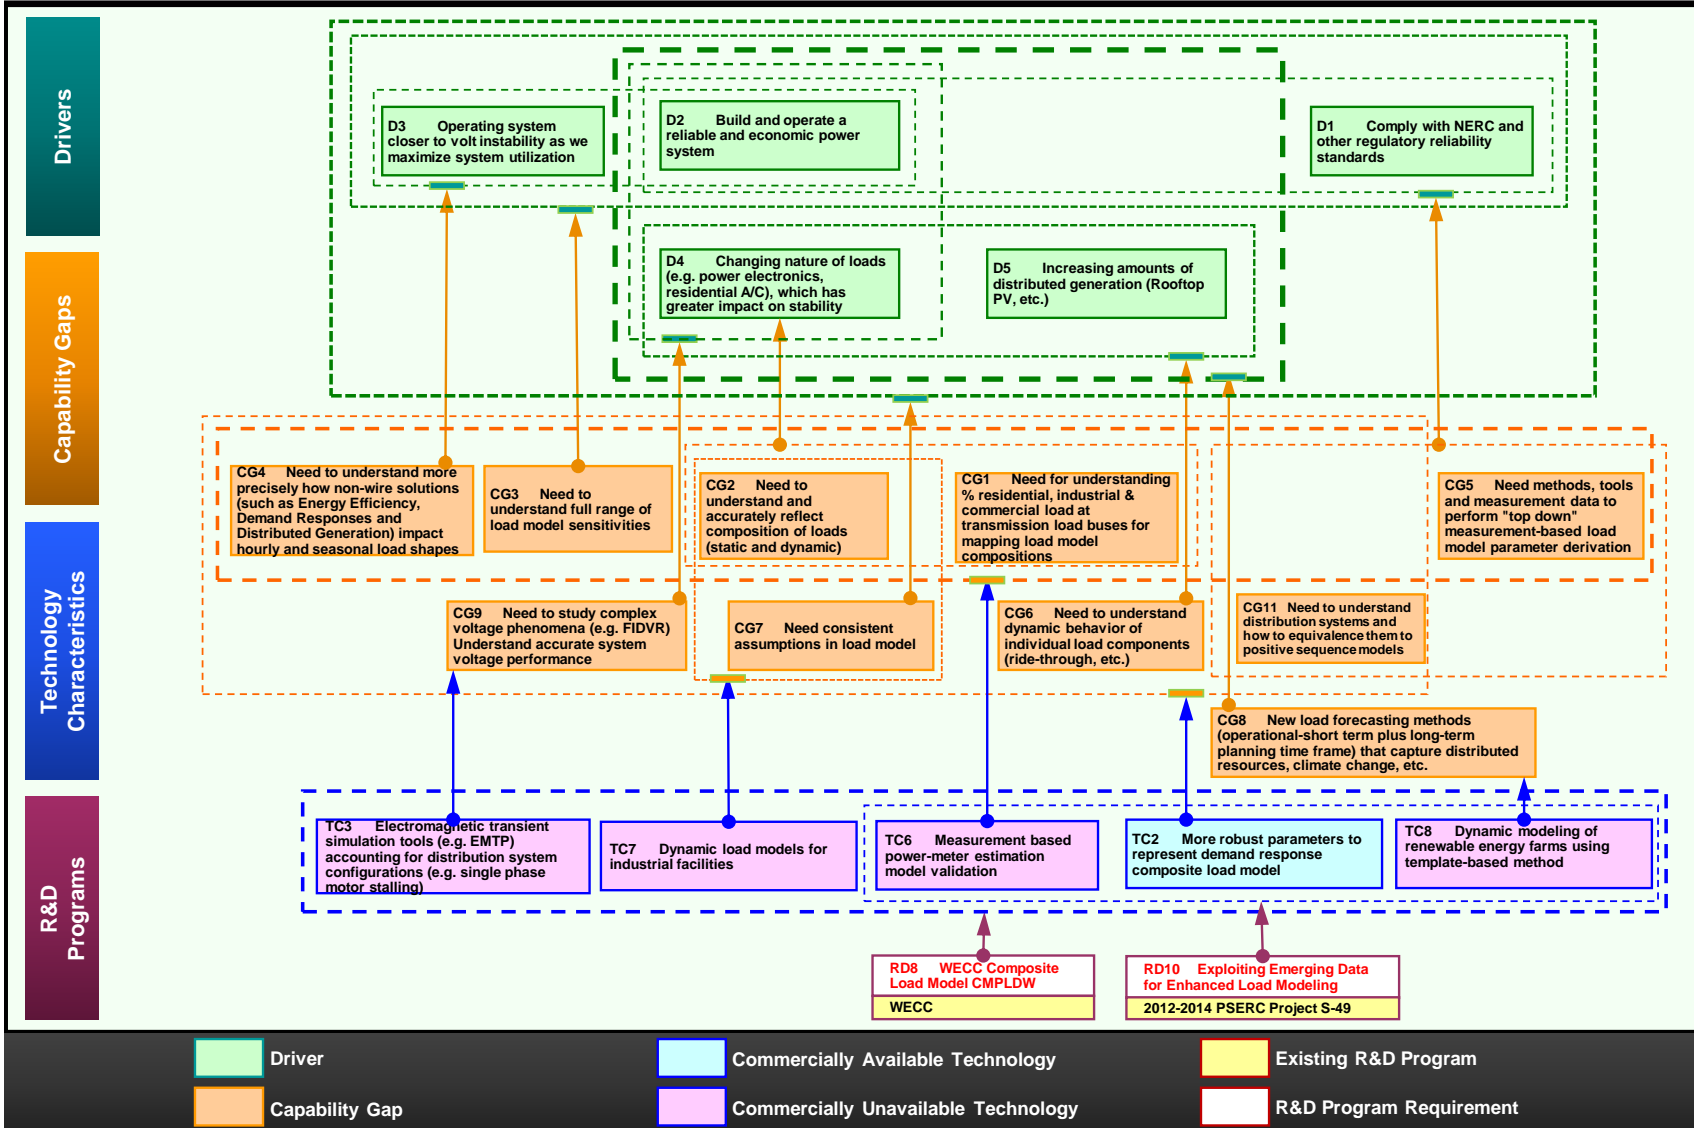 Drivers
Capability Gaps
Technology
Characteristics
R&D
Programs
D3 Operating system
closer to volt instability as we
maximize system utilization
D2 Build and operate a
reliable and economic power
system
D1 Comply with NERC and
other regulatory reliability
standards
D4 Changing nature of loads
(e.g. power electronics,
residential A/C), which has
greater impact on stability
D5 Increasing amounts of
distributed generation (Rooftop
PV, etc.)
CG4 Need to understand more
precisely how non-wire solutions
(such as Energy Efficiency,
Demand Responses and
Distributed Generation) impact
hourly and seasonal load shapes
CG3 Need to
understand full range of
load model sensitivities
CG2 Need to
understand and
accurately reflect
composition of loads
(static and dynamic)
CG1 Need for understanding
% residential, industrial &
commercial load at
transmission load buses for
mapping load model
compositions
CG5 Need methods, tools
and measurement data to
perform "top down"
measurement-based load
model parameter derivation
CG9 Need to study complex
voltage phenomena (e.g. FIDVR)
Understand accurate system
voltage performance
CG7 Need consistent
assumptions in load model
CG6 Need to understand
dynamic behavior of
individual load components
(ride-through, etc.)
CG11 Need to understand
distribution systems and
how to equivalence them to
positive sequence models
CG8 New load forecasting methods
(operational-short term plus long-term
planning time frame) that capture distributed
resources, climate change, etc.
TC3 Electromagnetic transient
simulation tools (e.g. EMTP)
accounting for distribution system
configurations (e.g. single phase
motor stalling)
TC7 Dynamic load models for
industrial facilities
TC6 Measurement based
power-meter estimation
model validation
TC2 More robust parameters to
represent demand response
composite load model
TC8 Dynamic modeling of
renewable energy farms using
template-based method
RD8 WECC Composite
Load Model CMPLDW
WECC
RD10 Exploiting Emerging Data
for Enhanced Load Modeling
2012-2014 PSERC Project S-49
Driver
Commercially Available Technology
Existing R&D Program
Capability Gap
Commercially Unavailable Technology
R&D Program Requirement